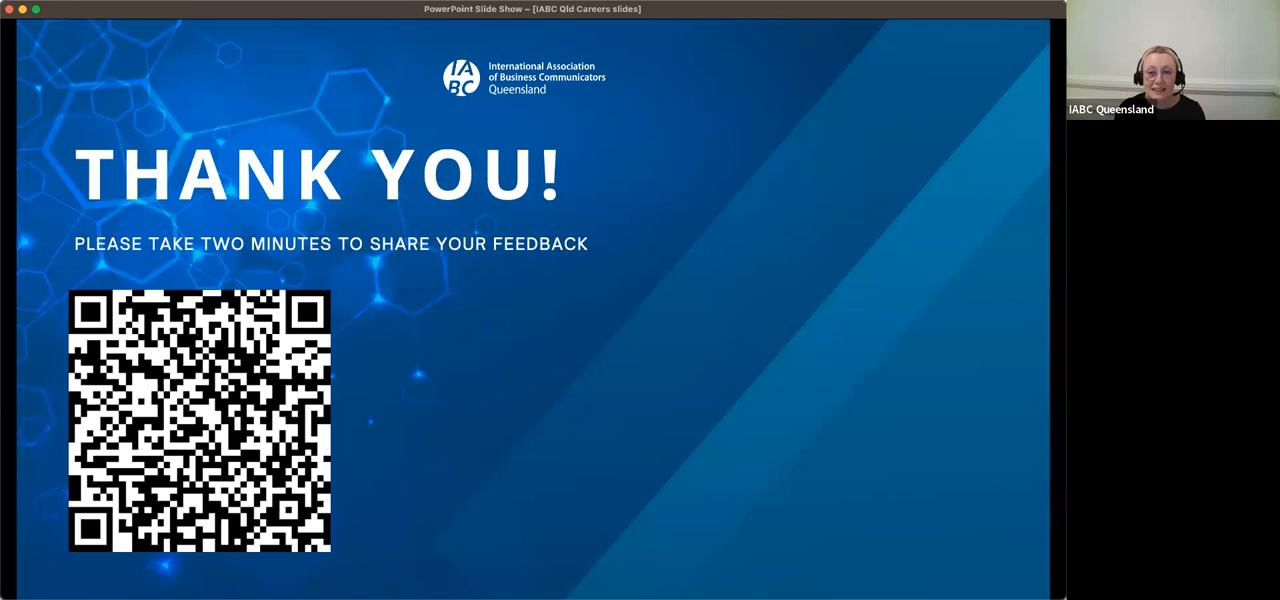 PowerPoint Slide Show – [IABC Qld Careers slides]
IABC
International Association
of Business Communicators
Queensland
THANK YOU!
PLEASE TAKE TWO MINUTES TO SHARE YOUR FEEDBACK
IABC Queensland